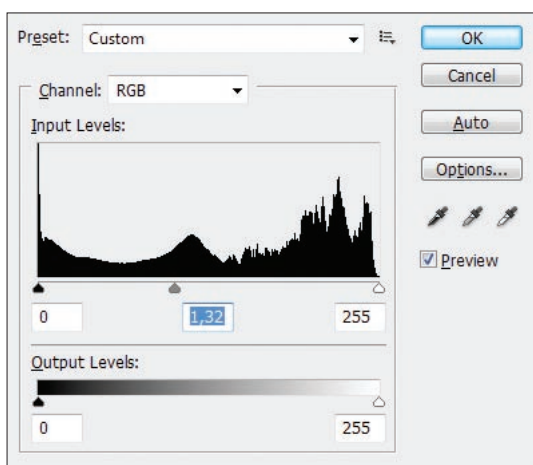 Preset: Custom
OK
Cancel
Channel: RGB
Auto
Input Levels:
Options...
Preview
0 1,32 255
Output Levels:
0 255